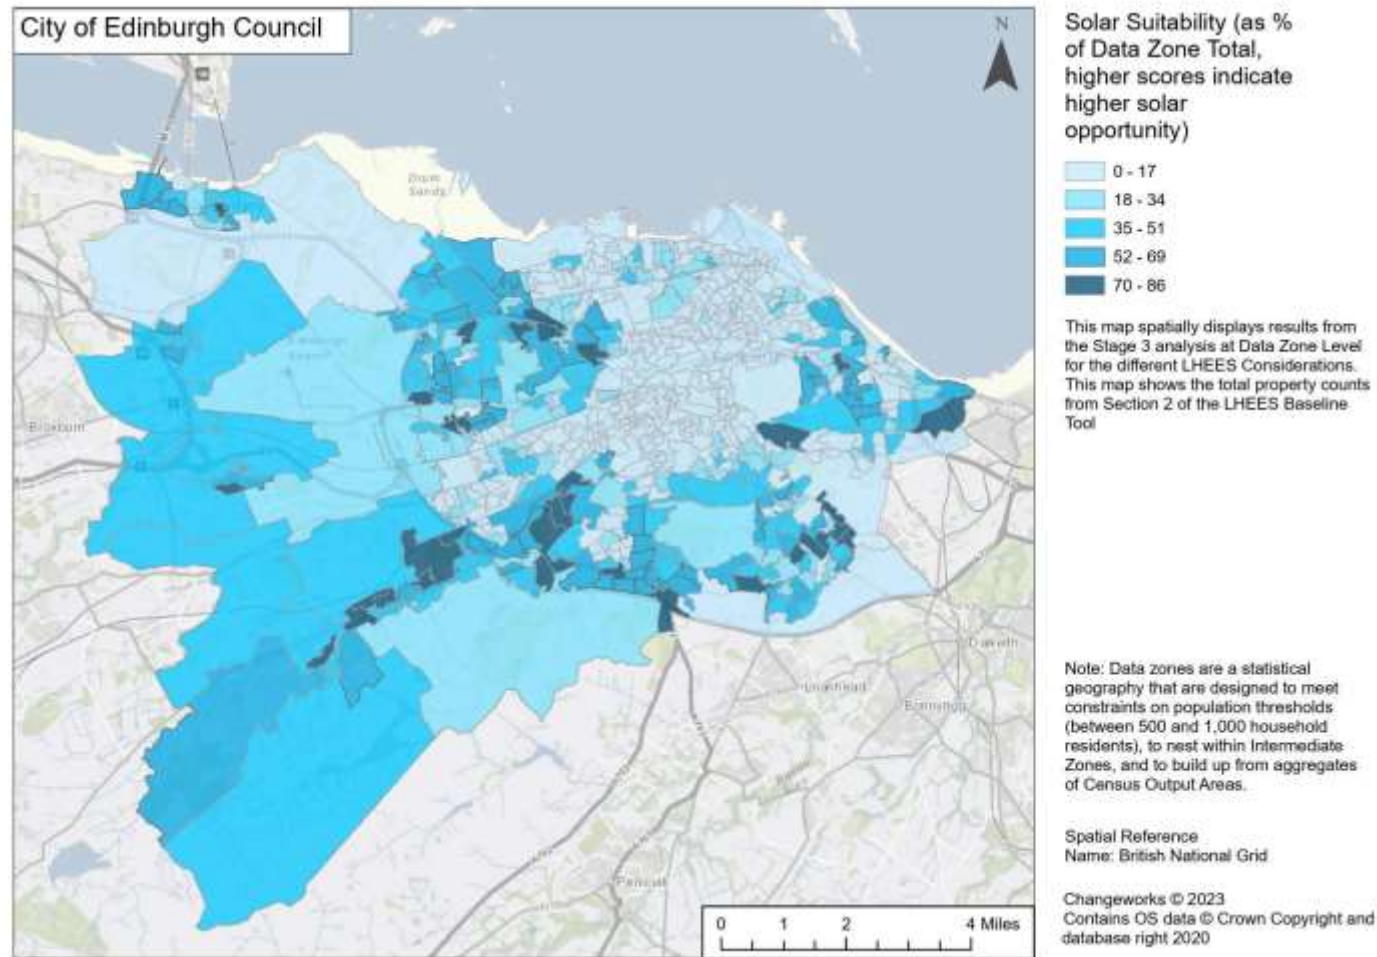 City of Edinburgh Council
N
Drum
Sands
Broxburn
Dalkeith
Loanhead
Bonnyrigg
Penicuik
0 1 2 4 Miles
Solar Suitability (as %
of Data Zone Total,
higher scores indicate
higher solar
opportunity)
0 - 17
18 - 34
35 - 51
52 - 69
70 - 86
This map spatially displays results from
the Stage 3 analysis at Data Zone Level
for the different LHEES Considerations.
This map shows the total property counts
from Section 2 of the LHEES Baseline
Tool
Note: Data zones are a statistical
geography that are designed to meet
constraints on population thresholds
(between 500 and 1,000 household
residents), to nest within Intermediate
Zones, and to build up from aggregates
of Census Output Areas.
Spatial Reference
Name: British National Grid
Changeworks © 2023
Contains OS data © Crown Copyright and
database right 2020